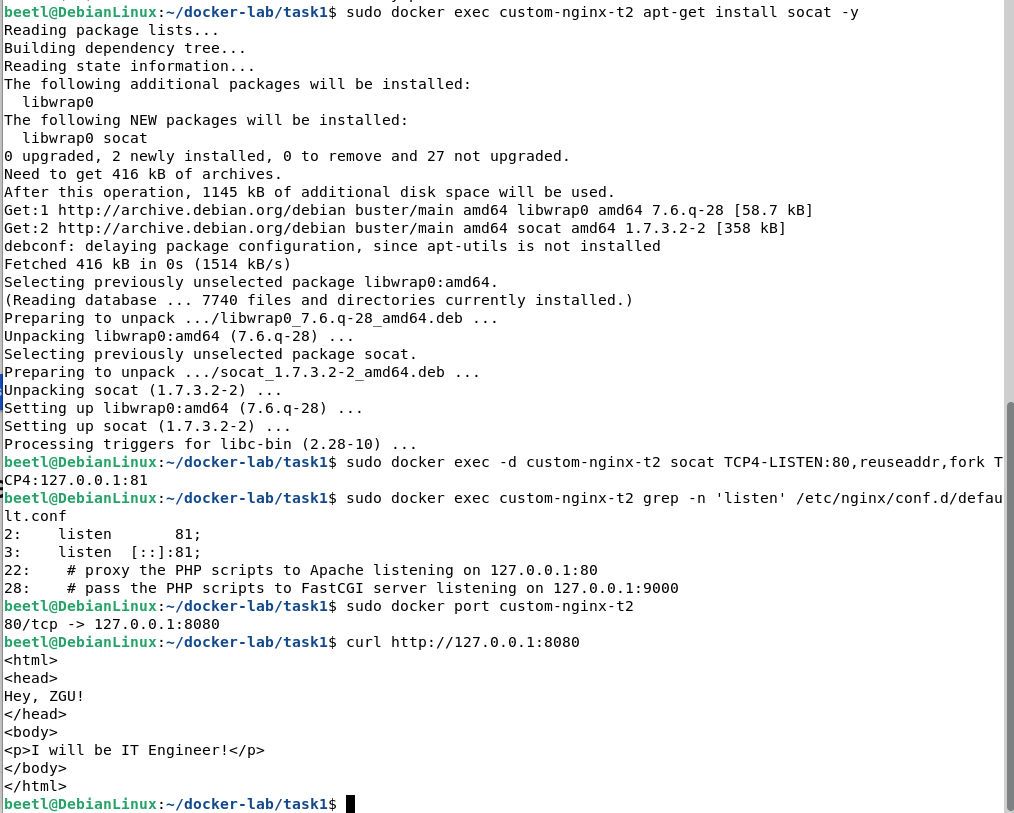 beetl@DebianLinux:~/docker-lab/task1$ sudo docker exec custom-nginx-t2 apt-get install socat -y
Reading package lists...
Building dependency tree...
Reading state information...
The following additional packages will be installed:
  libwrap0
The following NEW packages will be installed:
  libwrap0 socat
0 upgraded, 2 newly installed, 0 to remove and 27 not upgraded.
Need to get 416 kB of archives.
After this operation, 1145 kB of additional disk space will be used.
Get:1 http://archive.debian.org/debian buster/main amd64 libwrap0 amd64 7.6.q-28 [58.7 kB]
Get:2 http://archive.debian.org/debian buster/main amd64 socat amd64 1.7.3.2-2 [358 kB]
debconf: delaying package configuration, since apt-utils is not installed
Fetched 416 kB in 0s (1514 kB/s)
Selecting previously unselected package libwrap0:amd64.
(Reading database ... 7740 files and directories currently installed.)
Preparing to unpack .../libwrap0_7.6.q-28_amd64.deb ...
Unpacking libwrap0:amd64 (7.6.q-28) ...
Selecting previously unselected package socat.
Preparing to unpack .../socat_1.7.3.2-2_amd64.deb ...
Unpacking socat (1.7.3.2-2) ...
Setting up libwrap0:amd64 (7.6.q-28) ...
Setting up socat (1.7.3.2-2) ...
Processing triggers for libc-bin (2.28-10) ...
beetl@DebianLinux:~/docker-lab/task1$ sudo docker exec -d custom-nginx-t2 socat TCP4-LISTEN:80,reuseaddr,fork T
CP4:127.0.0.1:81
beetl@DebianLinux:~/docker-lab/task1$ sudo docker exec custom-nginx-t2 grep -n 'listen' /etc/nginx/conf.d/defau
lt.conf
2:    listen       81;
3:    listen  [::]:81;
22:    # proxy the PHP scripts to Apache listening on 127.0.0.1:80
28:    # pass the PHP scripts to FastCGI server listening on 127.0.0.1:9000
beetl@DebianLinux:~/docker-lab/task1$ sudo docker port custom-nginx-t2
80/tcp -> 127.0.0.1:8080
beetl@DebianLinux:~/docker-lab/task1$ curl http://127.0.0.1:8080
<html>
<head>
Hey, ZGU!
</head>
<body>
<p>I will be IT Engineer!</p>
</body>
</html>
beetl@DebianLinux:~/docker-lab/task1$